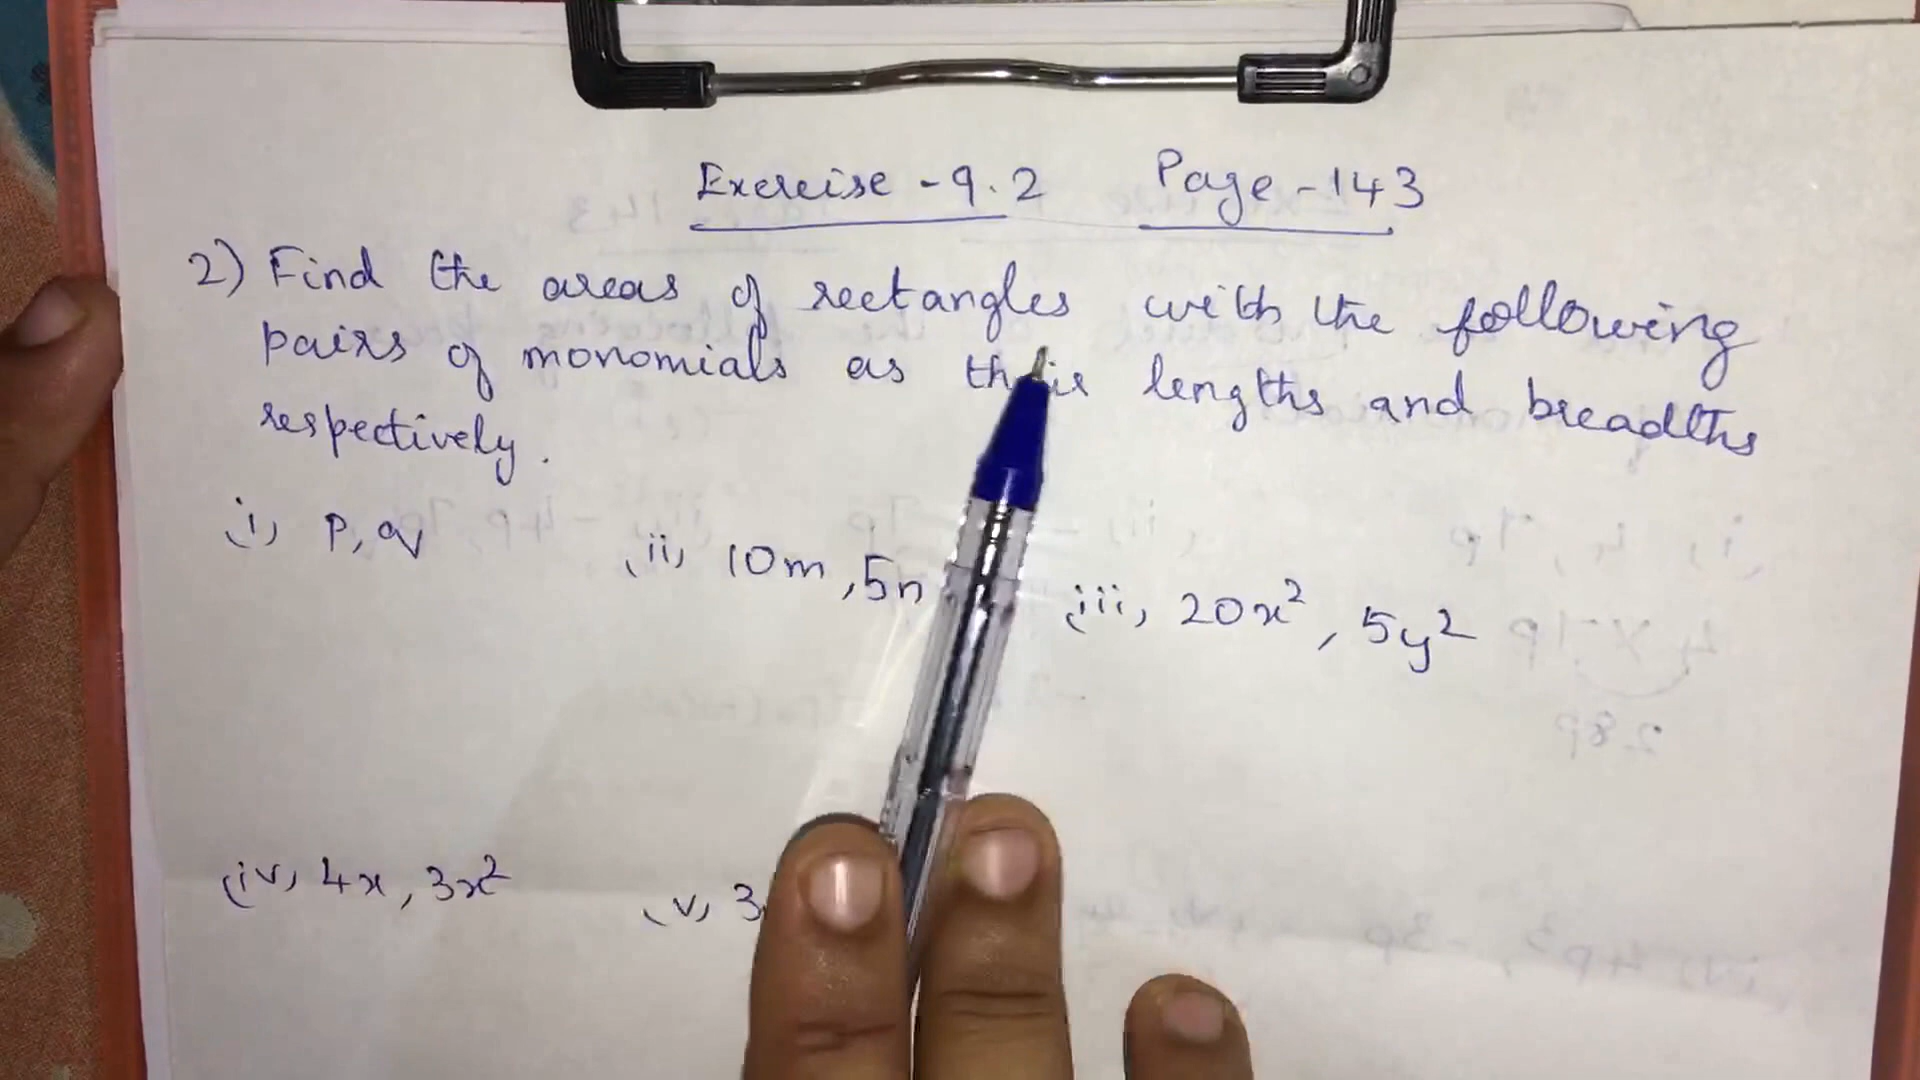 Exercise - 9.2 Page - 143
2) Find the areas of rectangles with the following
pairs of monomials as their lengths and breadths
respectively.
(i) p, q (ii) 10m, 5n (iii) 20x², 5y²
(iv) 4x, 3x² (v) 3